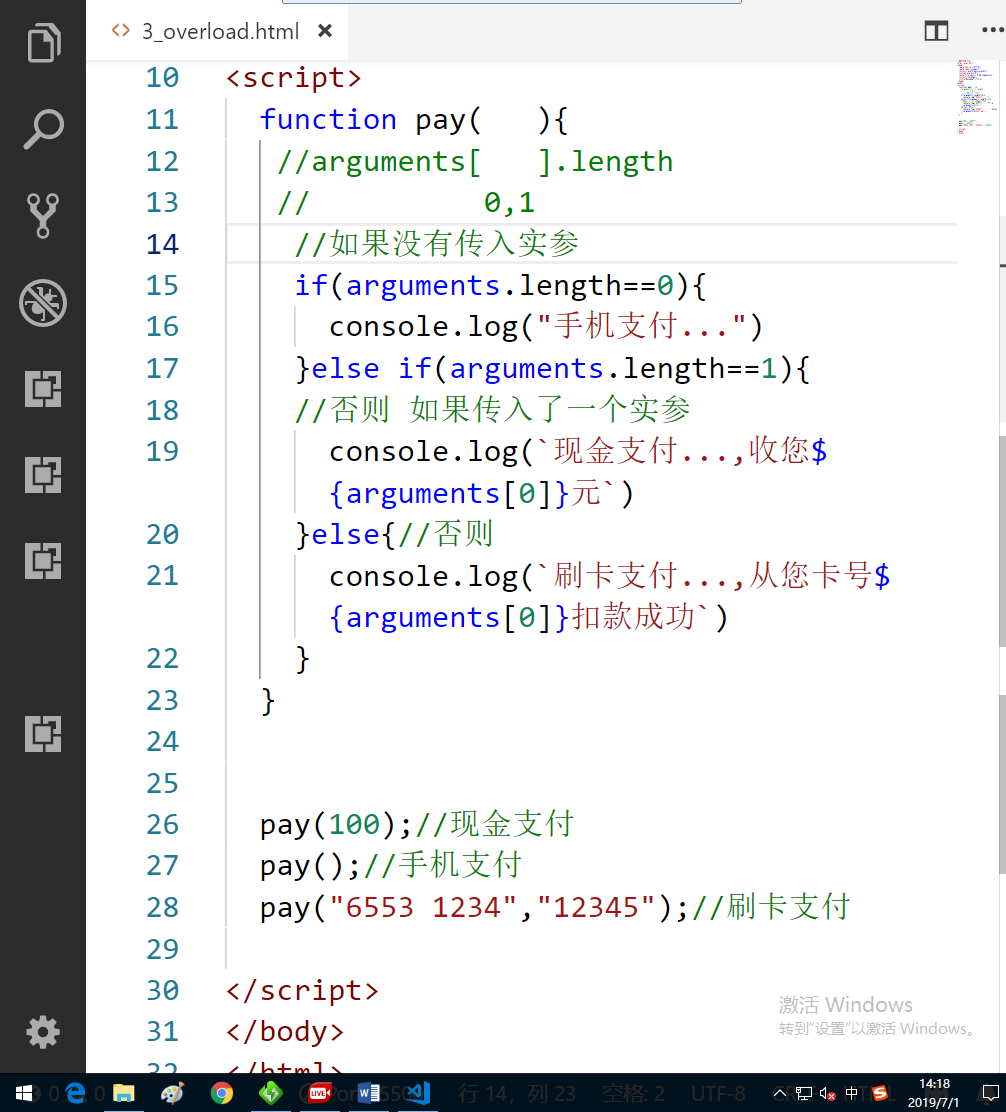 3_overload.html
10 <script>
11 function pay( ){
12 //arguments[ ].length
13 // 0,1
14 //如果没有传入实参
15 if(arguments.length==0){
16 console.log("手机支付...")
17 }else if(arguments.length==1){
18 //否则 如果传入了一个实参
19 console.log(`现金支付...,收您$
{arguments[0]}元`)
20 }else{//否则
21 console.log(`刷卡支付...,从您卡号$
{arguments[0]}扣款成功`)
22 }
23 }
24
25
26 pay(100);//现金支付
27 pay();//手机支付
28 pay("6553 1234","12345");//刷卡支付
29
30 </script>
31 </body>
32 </html>
激活 Windows
转到"设置"以激活 Windows。
行 14，列 23 空格: 2 UTF-8
中
14:18
2019/7/1